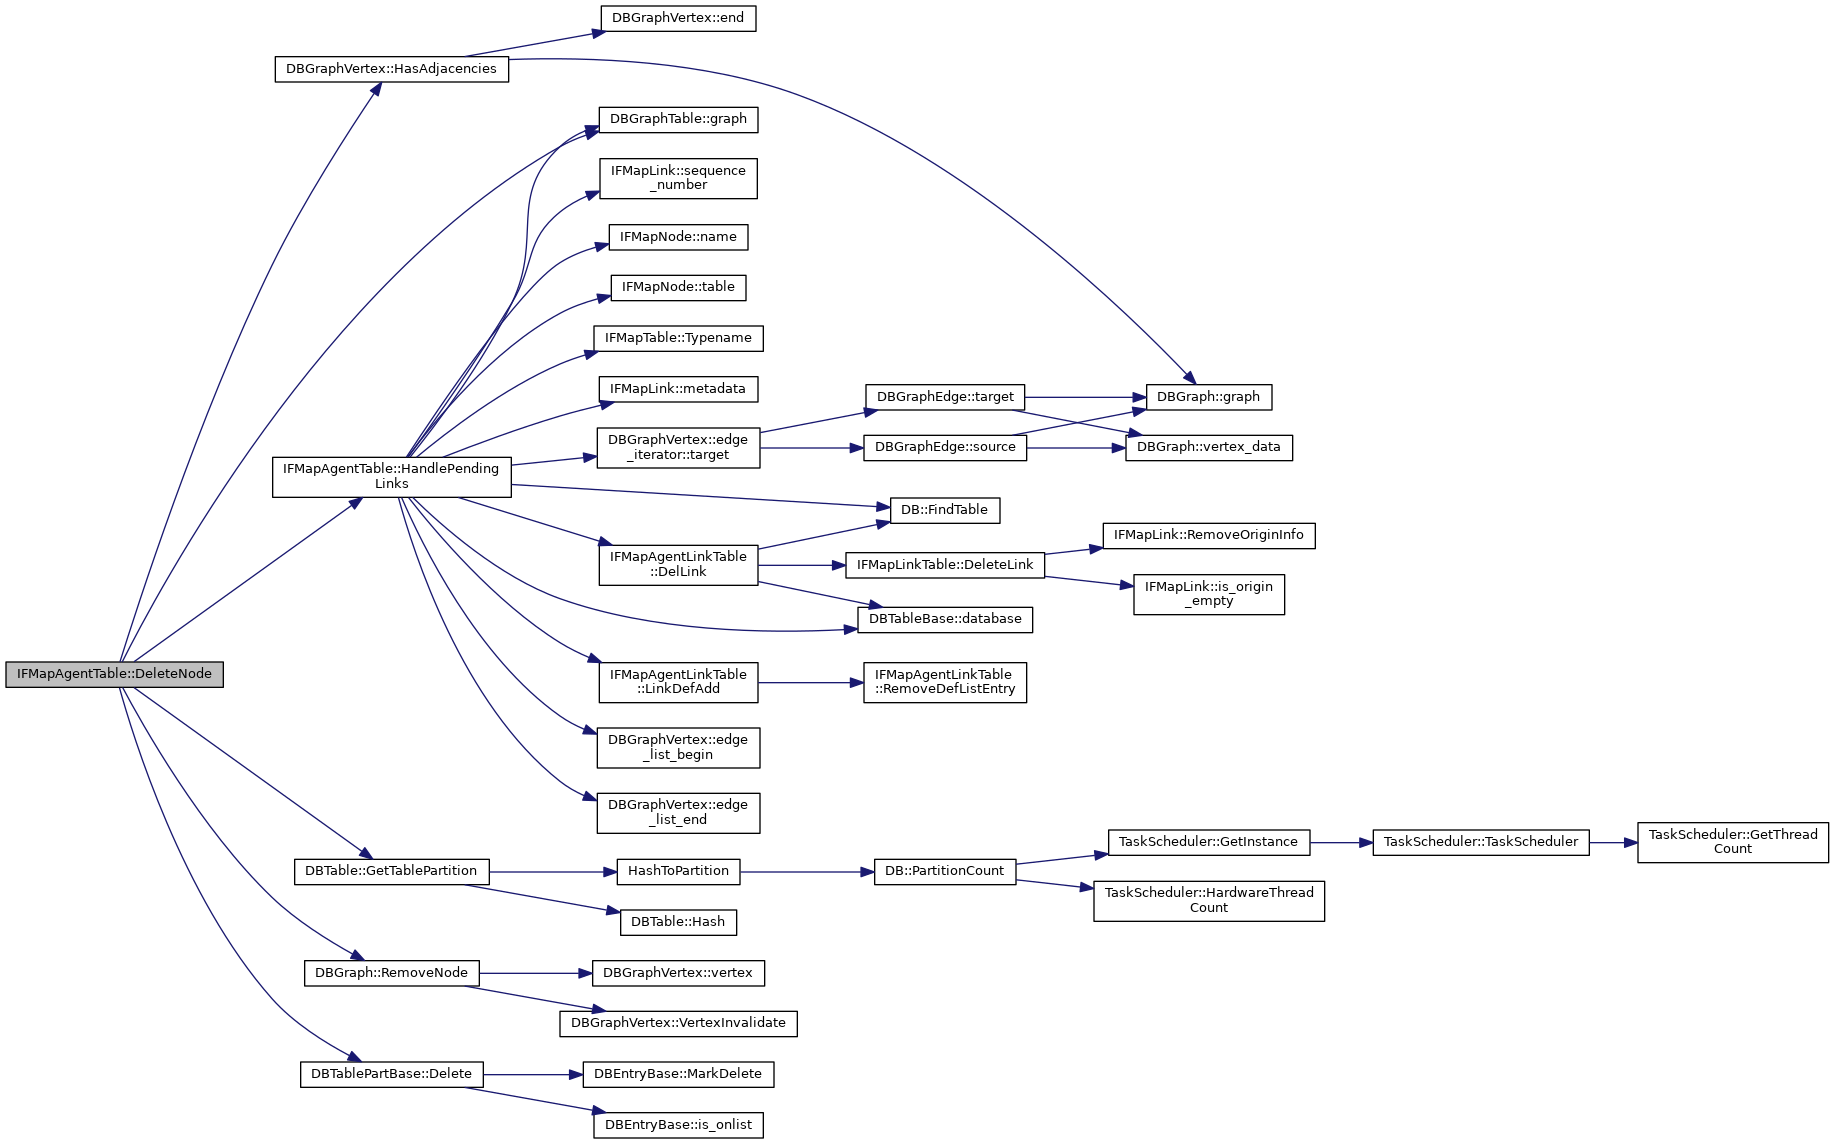 DBGraphVertex::end
DBGraphVertex::HasAdjacencies
DBGraphTable::graph
IFMapLink::sequence
_number
IFMapNode::name
IFMapNode::table
IFMapTable::Typename
IFMapLink::metadata
DBGraphEdge::target
DBGraph::graph
DBGraphVertex::edge
_iterator::target
DBGraphEdge::source
DBGraph::vertex_data
IFMapAgentTable::HandlePending
Links
DB::FindTable
IFMapLink::RemoveOriginInfo
IFMapAgentLinkTable
::DelLink
IFMapLinkTable::DeleteLink
IFMapLink::is_origin
_empty
DBTableBase::database
IFMapAgentTable::DeleteNode
IFMapAgentLinkTable
::LinkDefAdd
IFMapAgentLinkTable
::RemoveDefListEntry
DBGraphVertex::edge
_list_begin
DBGraphVertex::edge
_list_end
TaskScheduler::GetInstance
TaskScheduler::TaskScheduler
TaskScheduler::GetThread
Count
DBTable::GetTablePartition
HashToPartition
DB::PartitionCount
TaskScheduler::HardwareThread
Count
DBTable::Hash
DBGraph::RemoveNode
DBGraphVertex::vertex
DBGraphVertex::VertexInvalidate
DBTablePartBase::Delete
DBEntryBase::MarkDelete
DBEntryBase::is_onlist